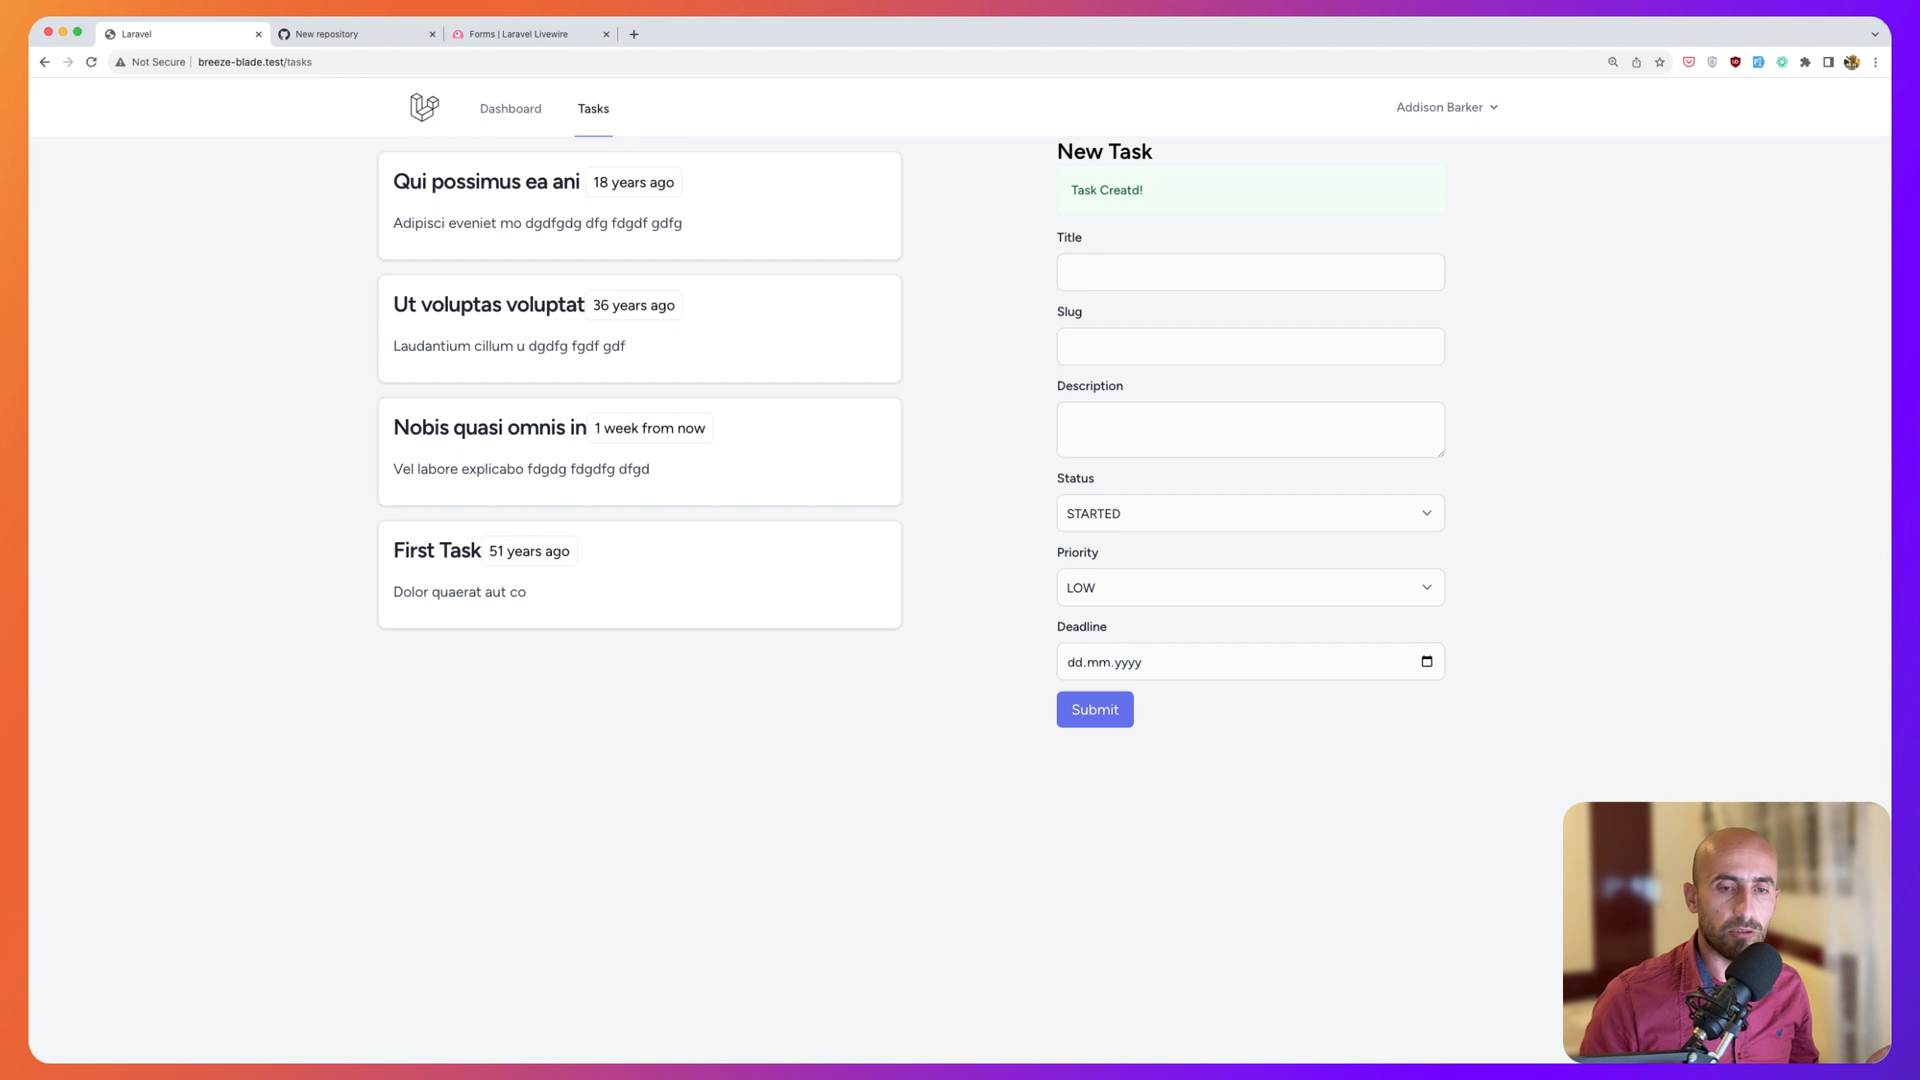 Laravel
New repository
Forms | Laravel Livewire
Not Secure
breeze-blade.test/tasks
Dashboard
Tasks
Addison Barker
Qui possimus ea ani
18 years ago
Adipisci eveniet mo dgdfgdg dfg fdgdf gdfg
Ut voluptas voluptat
36 years ago
Laudantium cillum u dgdfg fgdf gdf
Nobis quasi omnis in
1 week from now
Vel labore explicabo fdgdg fdgdfg dfgd
First Task
51 years ago
Dolor quaerat aut co
New Task
Task Creatd!
Title
Slug
Description
Status
STARTED
Priority
LOW
Deadline
dd.mm.yyyy
Submit